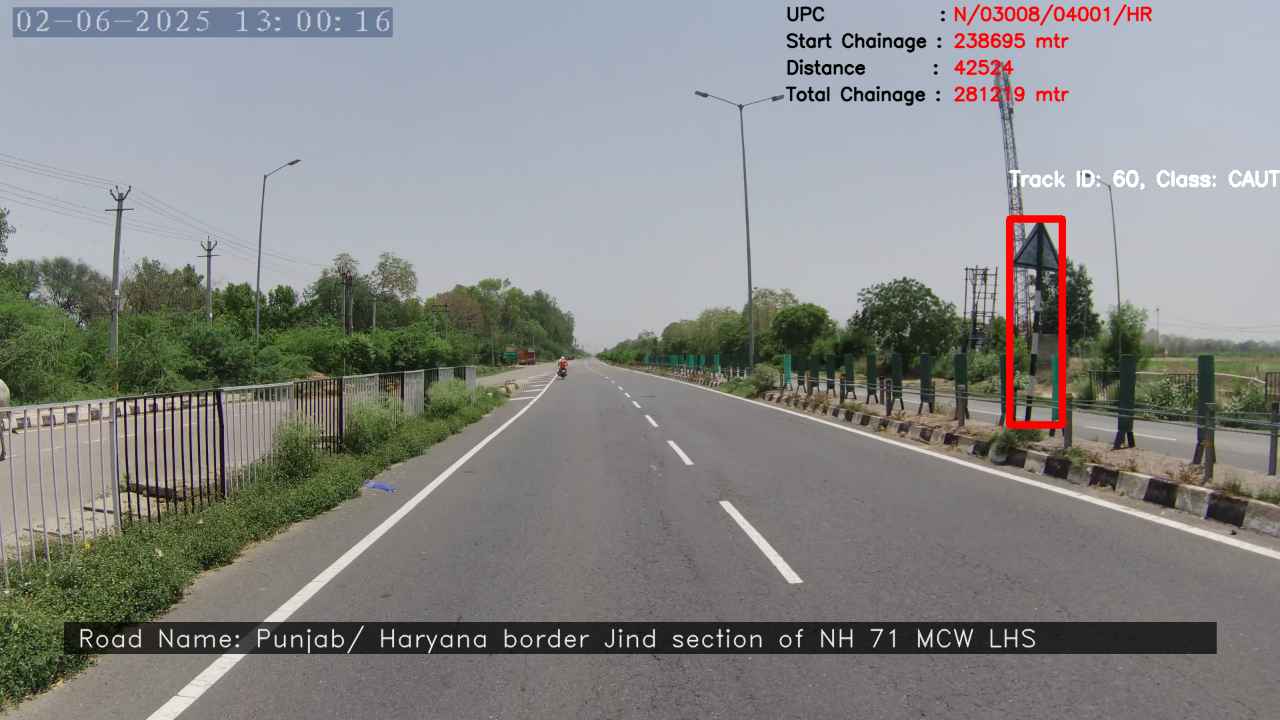 02-06-2025 13:00:16
UPC : N/03008/04001/HR
Start Chainage : 238695 mtr
Distance : 42524
Total Chainage : 281219 mtr
Track ID: 60, Class: CAUT
Road Name: Punjab/ Haryana border Jind section of NH 71 MCW LHS